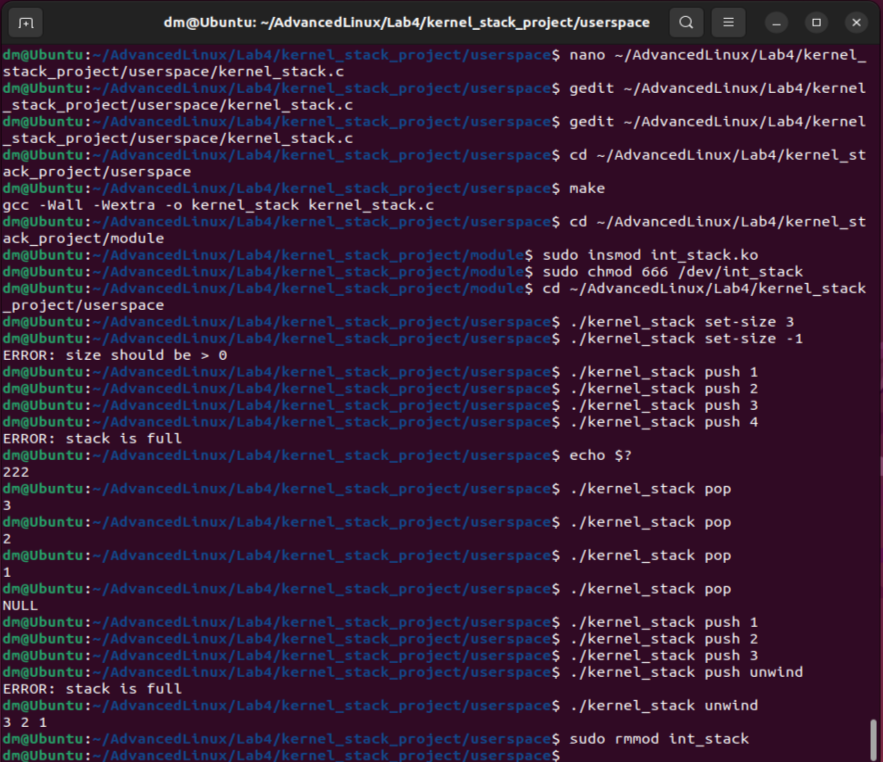 dm@Ubuntu: ~/AdvancedLinux/Lab4/kernel_stack_project/userspace
dm@Ubuntu:~/AdvancedLinux/Lab4/kernel_stack_project/userspace$ nano ~/AdvancedLinux/Lab4/kernel_
stack_project/userspace/kernel_stack.c
dm@Ubuntu:~/AdvancedLinux/Lab4/kernel_stack_project/userspace$ gedit ~/AdvancedLinux/Lab4/kernel
_stack_project/userspace/kernel_stack.c
dm@Ubuntu:~/AdvancedLinux/Lab4/kernel_stack_project/userspace$ gedit ~/AdvancedLinux/Lab4/kernel
_stack_project/userspace/kernel_stack.c
dm@Ubuntu:~/AdvancedLinux/Lab4/kernel_stack_project/userspace$ cd ~/AdvancedLinux/Lab4/kernel_st
ack_project/userspace
dm@Ubuntu:~/AdvancedLinux/Lab4/kernel_stack_project/userspace$ make
gcc -Wall -Wextra -o kernel_stack kernel_stack.c
dm@Ubuntu:~/AdvancedLinux/Lab4/kernel_stack_project/userspace$ cd ~/AdvancedLinux/Lab4/kernel_st
ack_project/module
dm@Ubuntu:~/AdvancedLinux/Lab4/kernel_stack_project/module$ sudo insmod int_stack.ko
dm@Ubuntu:~/AdvancedLinux/Lab4/kernel_stack_project/module$ sudo chmod 666 /dev/int_stack
dm@Ubuntu:~/AdvancedLinux/Lab4/kernel_stack_project/module$ cd ~/AdvancedLinux/Lab4/kernel_stack
_project/userspace
dm@Ubuntu:~/AdvancedLinux/Lab4/kernel_stack_project/userspace$ ./kernel_stack set-size 3
dm@Ubuntu:~/AdvancedLinux/Lab4/kernel_stack_project/userspace$ ./kernel_stack set-size -1
ERROR: size should be > 0
dm@Ubuntu:~/AdvancedLinux/Lab4/kernel_stack_project/userspace$ ./kernel_stack push 1
dm@Ubuntu:~/AdvancedLinux/Lab4/kernel_stack_project/userspace$ ./kernel_stack push 2
dm@Ubuntu:~/AdvancedLinux/Lab4/kernel_stack_project/userspace$ ./kernel_stack push 3
dm@Ubuntu:~/AdvancedLinux/Lab4/kernel_stack_project/userspace$ ./kernel_stack push 4
ERROR: stack is full
dm@Ubuntu:~/AdvancedLinux/Lab4/kernel_stack_project/userspace$ echo $?
222
dm@Ubuntu:~/AdvancedLinux/Lab4/kernel_stack_project/userspace$ ./kernel_stack pop
3
dm@Ubuntu:~/AdvancedLinux/Lab4/kernel_stack_project/userspace$ ./kernel_stack pop
2
dm@Ubuntu:~/AdvancedLinux/Lab4/kernel_stack_project/userspace$ ./kernel_stack pop
1
dm@Ubuntu:~/AdvancedLinux/Lab4/kernel_stack_project/userspace$ ./kernel_stack pop
NULL
dm@Ubuntu:~/AdvancedLinux/Lab4/kernel_stack_project/userspace$ ./kernel_stack push 1
dm@Ubuntu:~/AdvancedLinux/Lab4/kernel_stack_project/userspace$ ./kernel_stack push 2
dm@Ubuntu:~/AdvancedLinux/Lab4/kernel_stack_project/userspace$ ./kernel_stack push 3
dm@Ubuntu:~/AdvancedLinux/Lab4/kernel_stack_project/userspace$ ./kernel_stack push unwind
ERROR: stack is full
dm@Ubuntu:~/AdvancedLinux/Lab4/kernel_stack_project/userspace$ ./kernel_stack unwind
3 2 1
dm@Ubuntu:~/AdvancedLinux/Lab4/kernel_stack_project/userspace$ sudo rmmod int_stack
dm@Ubuntu:~/AdvancedLinux/Lab4/kernel_stack_project/userspace$